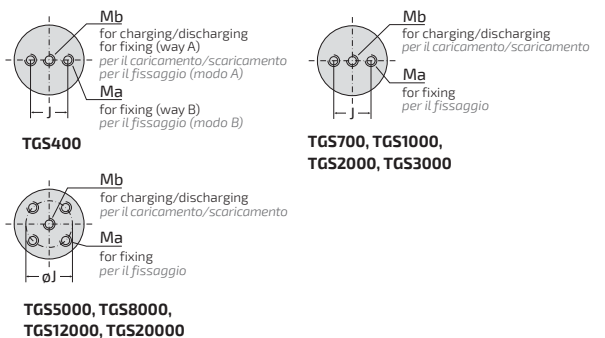 Mb
for charging/discharging
for fixing (way A)
per il caricamento/scaricamento
per il fissaggio (modo A)
Ma
for fixing (way B)
per il fissaggio (modo B)
J
TGS400
Mb
for charging/discharging
per il caricamento/scaricamento
Ma
for fixing
per il fissaggio
J
TGS700, TGS1000,
TGS2000, TGS3000
Mb
for charging/discharging
per il caricamento/scaricamento
Ma
for fixing
per il fissaggio
øJ
TGS5000, TGS8000,
TGS12000, TGS20000